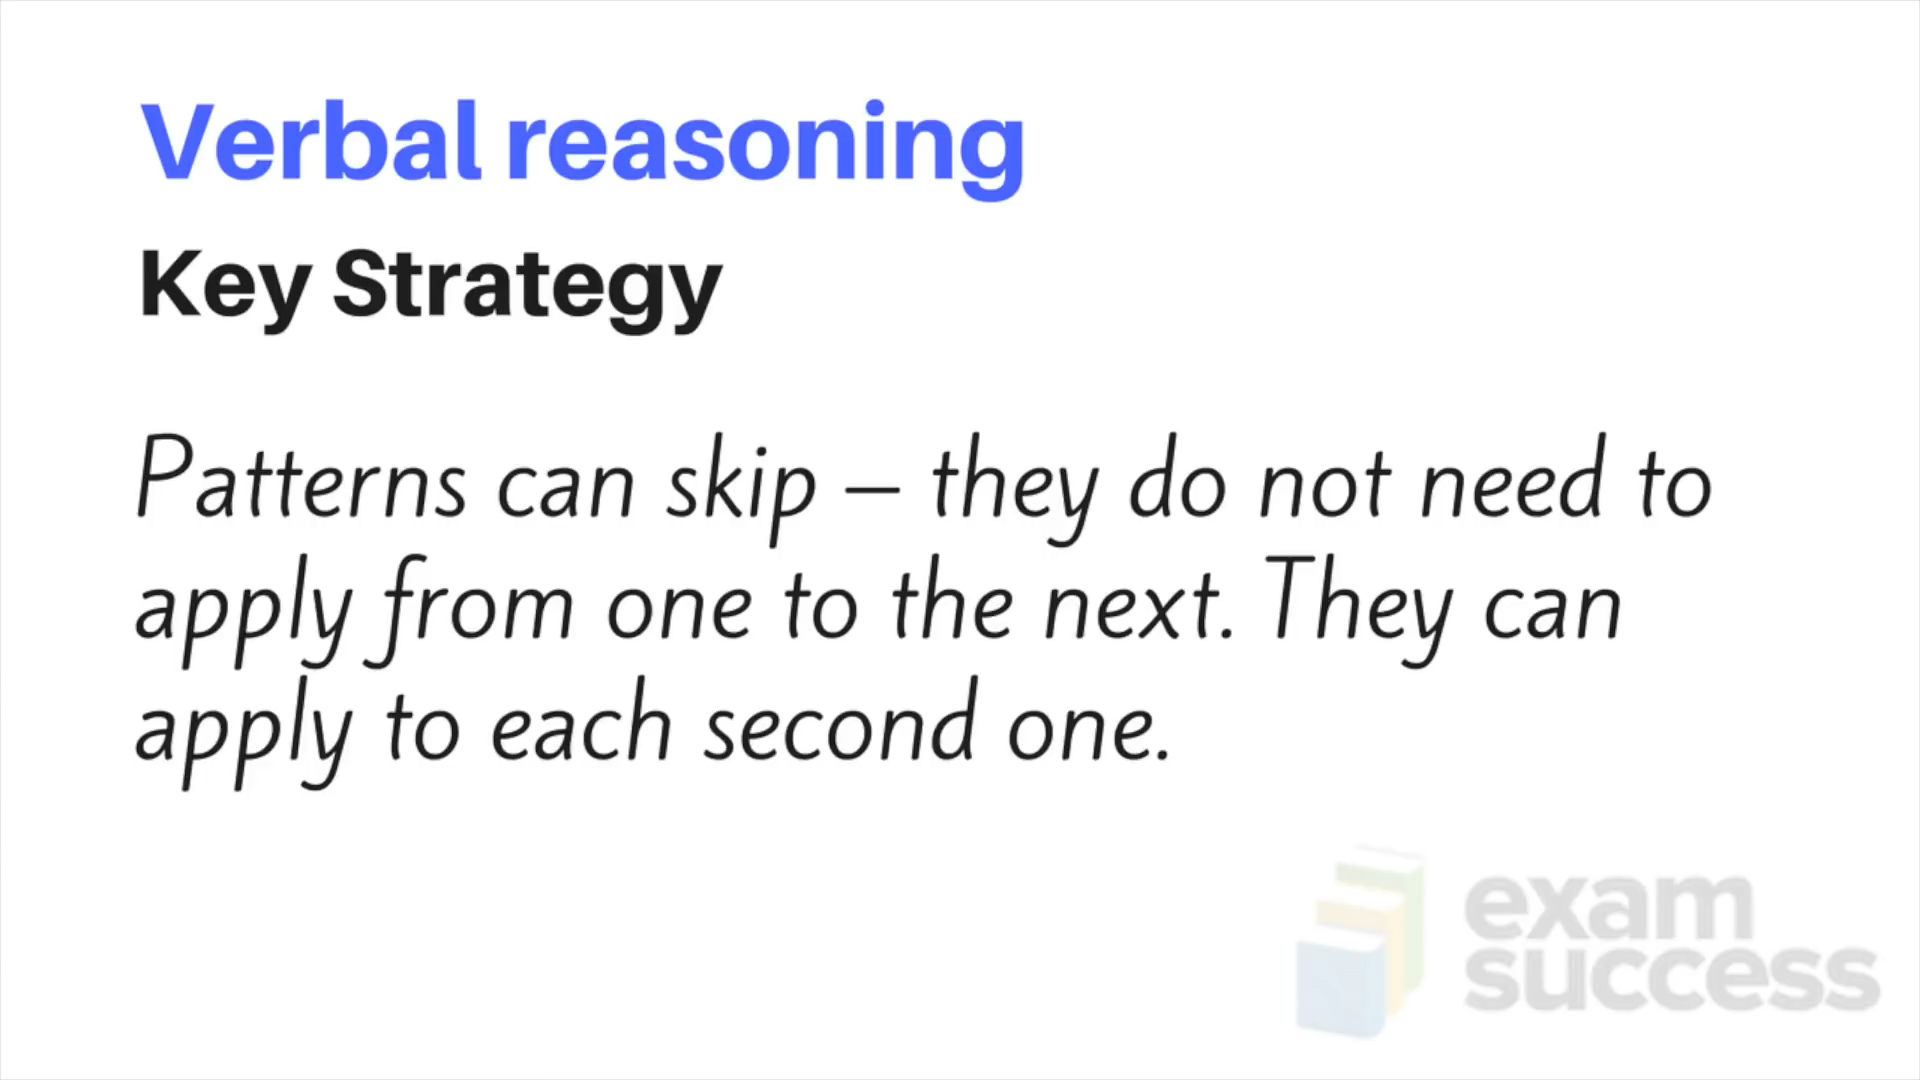 Verbal reasoning
Key Strategy
Patterns can skip – they do not need to
apply from one to the next. They can
apply to each second one.
exam
success